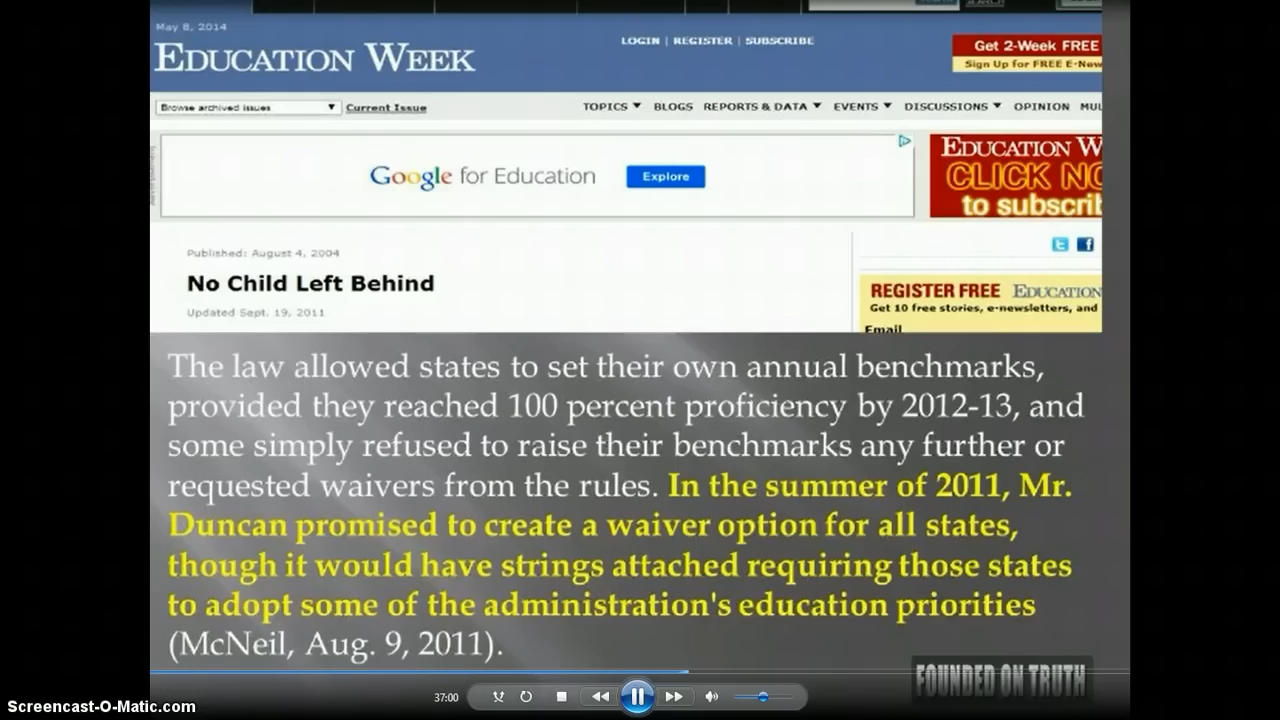 May 8, 2014
EDUCATION WEEK
LOGIN | REGISTER | SUBSCRIBE
Get 2-Week FREE
Sign Up for FREE E-New
Browse archived issues
Current Issue
TOPICS
BLOGS
REPORTS & DATA
EVENTS
DISCUSSIONS
OPINION
MUL
Google for Education
Explore
EDUCATION W
CLICK NO
to subscrib
Published: August 4, 2004
No Child Left Behind
Updated Sept. 19, 2011
REGISTER FREE EDUCATION
Get 10 free stories, e-newsletters, and
Email
The law allowed states to set their own annual benchmarks,
provided they reached 100 percent proficiency by 2012-13, and
some simply refused to raise their benchmarks any further or
requested waivers from the rules. In the summer of 2011, Mr.
Duncan promised to create a waiver option for all states,
though it would have strings attached requiring those states
to adopt some of the administration's education priorities
(McNeil, Aug. 9, 2011).
FOUNDED ON TRUTH
37:00
Screencast-O-Matic.com